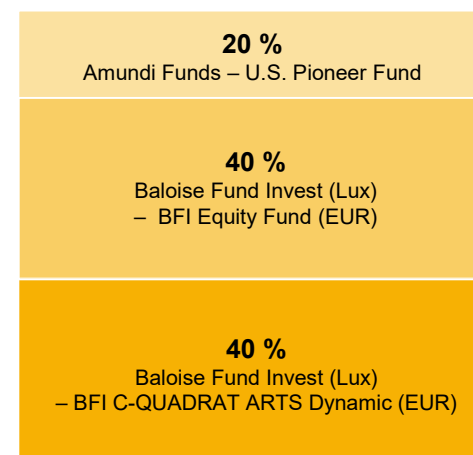 20 %
Amundi Funds – U.S. Pioneer Fund
40 %
Baloise Fund Invest (Lux)
– BFI Equity Fund (EUR)
40 %
Baloise Fund Invest (Lux)
– BFI C-QUADRAT ARTS Dynamic (EUR)